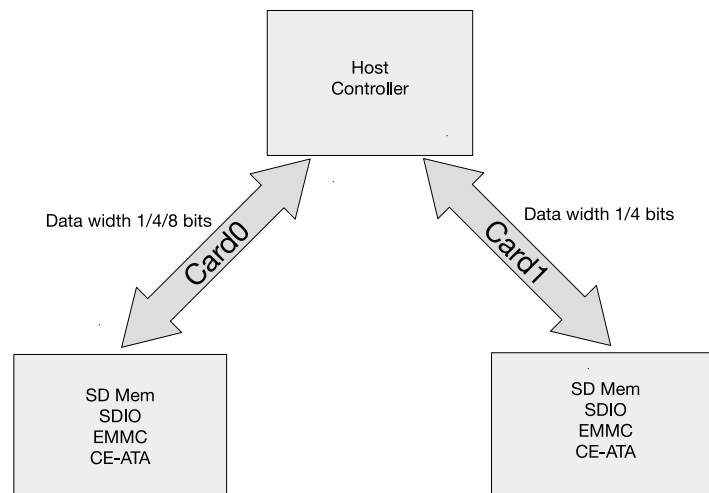 Host
Controller
Data width 1/4/8 bits
Card0
Card1
Data width 1/4 bits
SD Mem
SDIO
EMMC
CE-ATA
SD Mem
SDIO
EMMC
CE-ATA